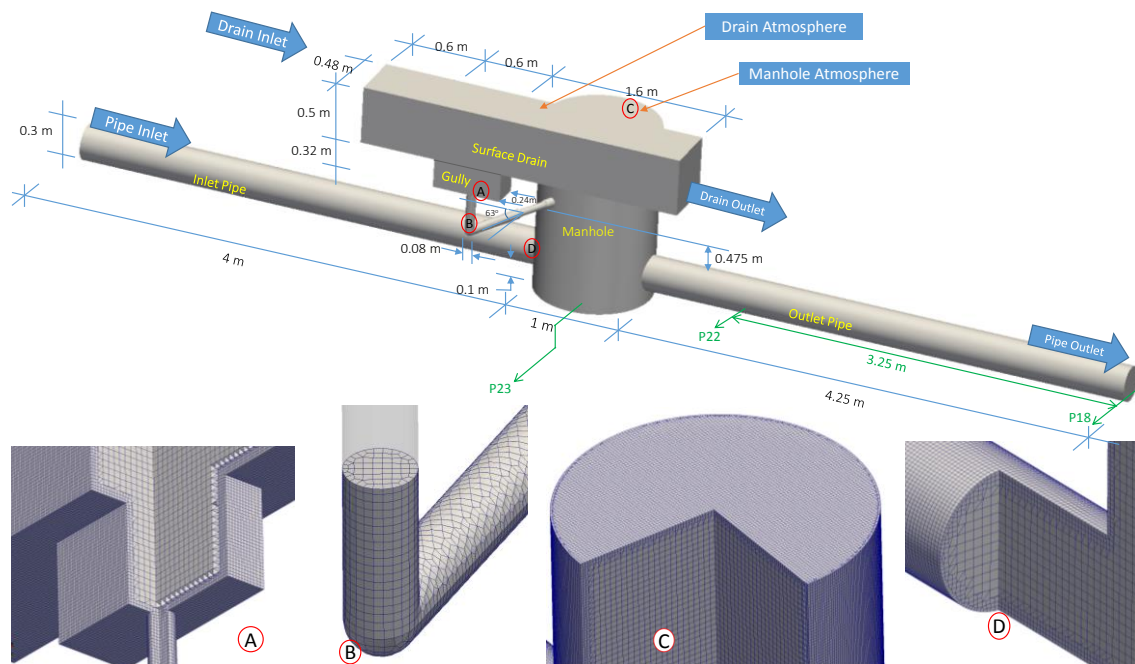 Drain Inlet
Drain Atmosphere
0.6 m
0.6 m
0.48 m
Manhole Atmosphere
1.6 m
C
0.5 m
0.3 m
Pipe Inlet
0.32 m
Surface Drain
Inlet Pipe
Gully
A
0.24m
63°
B
Drain Outlet
Manhole
D
0.08 m
0.475 m
4 m
0.1 m
Outlet Pipe
1 m
P22
Pipe Outlet
3.25 m
P23
4.25 m
P18
A
B
C
D